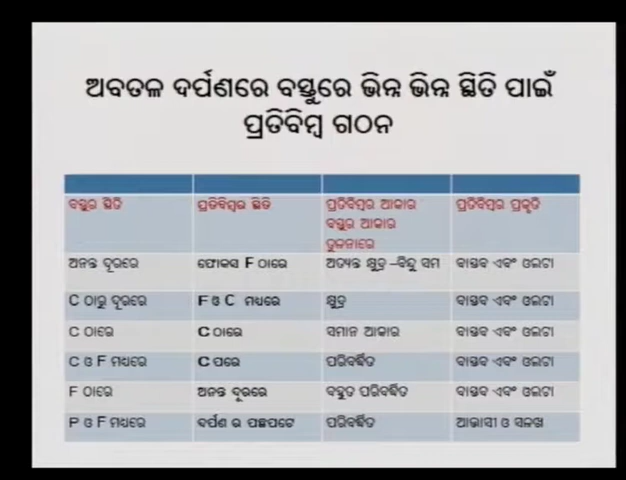 ଅବତଳ ଦର୍ପଣରେ ବସ୍ତୁରେ ଭିନ୍ନ ଭିନ୍ନ ସ୍ଥିତି ପାଇଁ
ପ୍ରତିବିମ୍ବ ଗଠନ
ବସ୍ତୁର ସ୍ଥିତି ପ୍ରତିବିମ୍ବର ସ୍ଥିତି ପ୍ରତିବିମ୍ବର ଆକାର ପ୍ରତିବିମ୍ବର ପ୍ରକୃତି
ବସ୍ତୁର ଆକାର
ତୁଳନାରେ
ଅନନ୍ତ ଦୂରରେ ଫୋକସ F ଠାରେ ଅତ୍ୟନ୍ତ କ୍ଷୁଦ୍ର –ବିନ୍ଦୁ ସମ ବାସ୍ତବ ଏବଂ ଓଲଟା
C ଠାରୁ ଦୂରରେ F ଓ C ମଧ୍ୟରେ କ୍ଷୁଦ୍ର ବାସ୍ତବ ଏବଂ ଓଲଟା
C ଠାରେ C ଠାରେ ସମାନ ଆକାର ବାସ୍ତବ ଏବଂ ଓଲଟା
C ଓ F ମଧ୍ୟରେ C ପରେ ପରିବର୍ଦ୍ଧିତ ବାସ୍ତବ ଏବଂ ଓଲଟା
F ଠାରେ ଅନନ୍ତ ଦୂରରେ ବହୁତ ପରିବର୍ଦ୍ଧିତ ବାସ୍ତବ ଏବଂ ଓଲଟା
P ଓ F ମଧ୍ୟରେ ଦର୍ପଣ ର ପଛପଟେ ପରିବର୍ଦ୍ଧିତ ଆଭାସୀ ଓ ସଳଖ